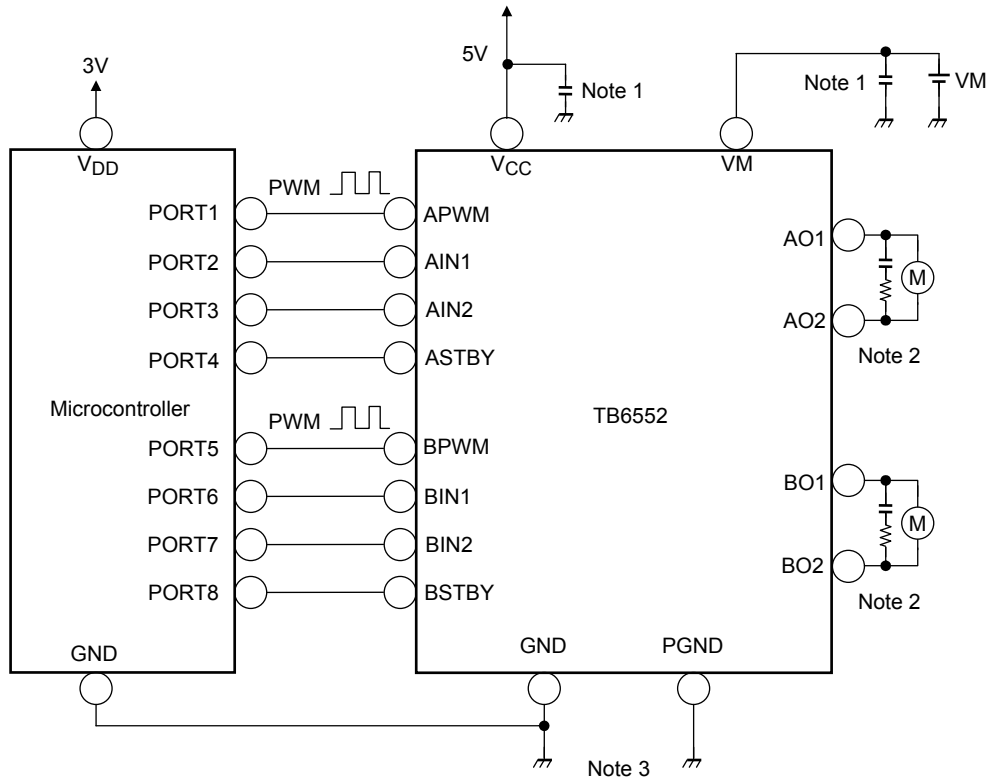 5V
3V
Note 1
Note 1
VM
VDD
VCC
VM
PWM
PORT1
APWM
PORT2
AIN1
AO1
PORT3
AIN2
M
PORT4
ASTBY
AO2
Note 2
Microcontroller
PWM
TB6552
PORT5
BPWM
PORT6
BIN1
BO1
PORT7
BIN2
M
PORT8
BSTBY
BO2
Note 2
GND
GND
PGND
Note 3